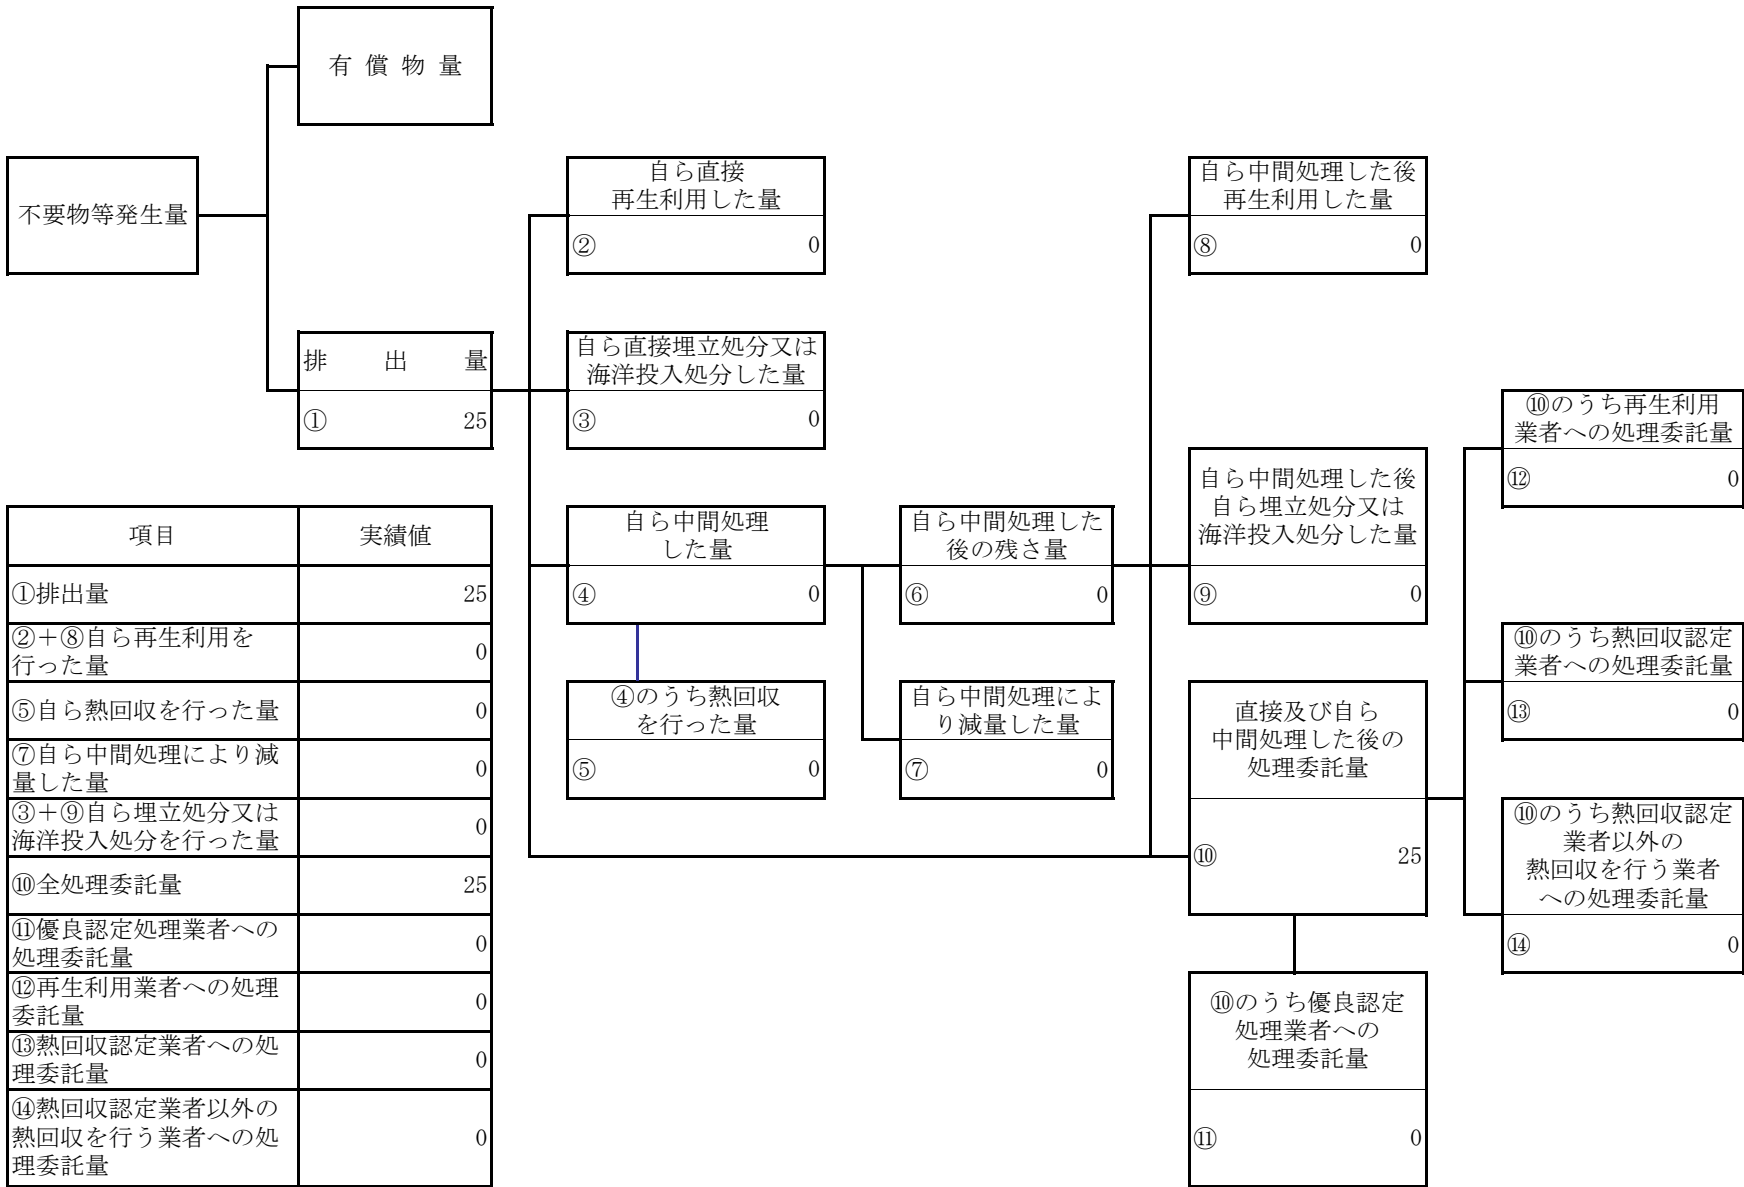 有 償 物 量
不要物等発生量
自ら直接
再生利用した量
② 0
自ら中間処理した後
再生利用した量
⑧ 0
排 出 量
① 25
自ら直接埋立処分又は
海洋投入処分した量
③ 0
⑩のうち再生利用
業者への処理委託量
⑫ 0
自ら中間処理した後
自ら埋立処分又は
海洋投入処分した量
⑨ 0
自ら中間処理
した量
④ 0
自ら中間処理した
後の残さ量
⑥ 0
⑩のうち熱回収認定
業者への処理委託量
⑬ 0
④のうち熱回収
を行った量
⑤ 0
自ら中間処理によ
り減量した量
⑦ 0
直接及び自ら
中間処理した後の
処理委託量
⑩ 25
⑩のうち熱回収認定
業者以外の
熱回収を行う業者
への処理委託量
⑭ 0
⑩のうち優良認定
処理業者への
処理委託量
⑪ 0
項目 実績値
①排出量 25
②＋⑧自ら再生利用を
行った量 0
⑤自ら熱回収を行った量 0
⑦自ら中間処理により減
量した量 0
③＋⑨自ら埋立処分又は
海洋投入処分を行った量 0
⑩全処理委託量 25
⑪優良認定処理業者への
処理委託量 0
⑫再生利用業者への処理
委託量 0
⑬熱回収認定業者への処
理委託量 0
⑭熱回収認定業者以外の
熱回収を行う業者への処
理委託量 0